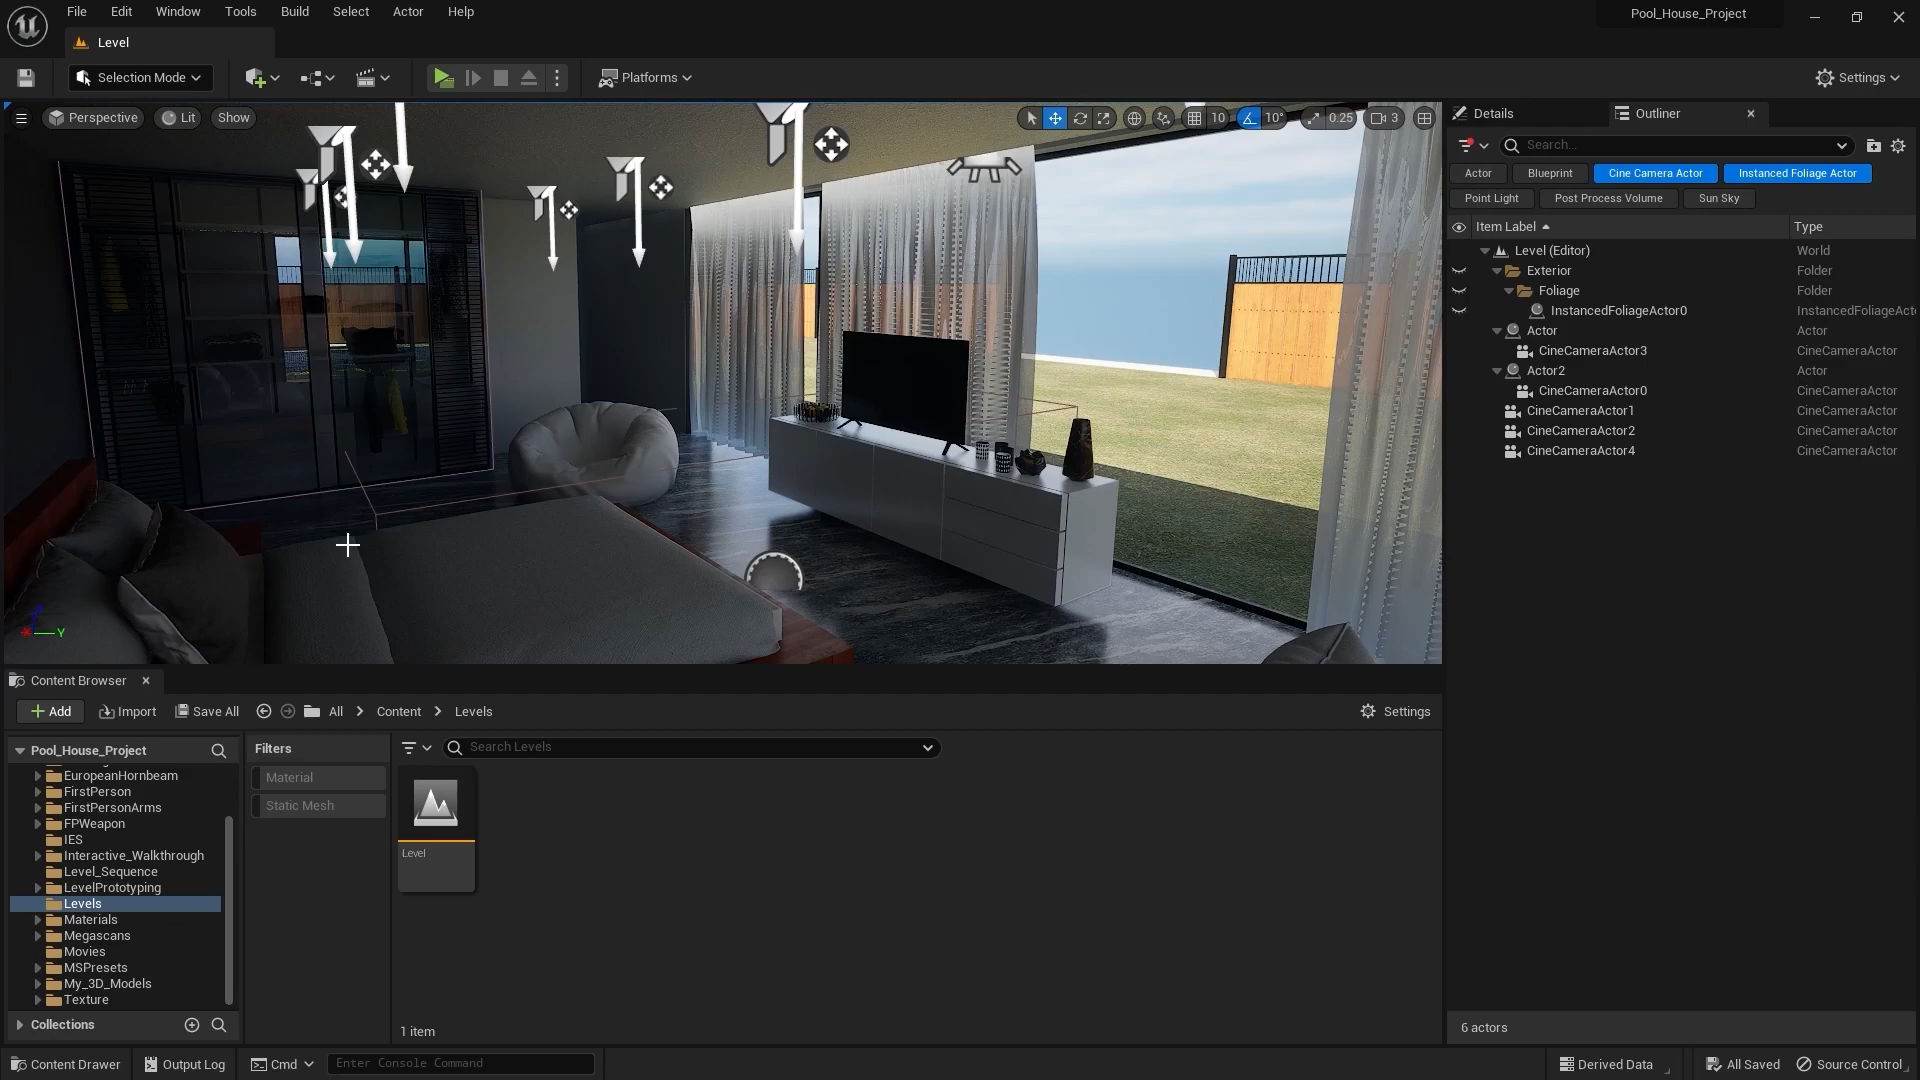 File Edit Window Tools Build Select Actor Help
Pool_House_Project
Level
Selection Mode
Platforms
Settings
Perspective Lit Show
10 10° 0.25 3
Y
Details Outliner
Search...
Actor Blueprint Cine Camera Actor Instanced Foliage Actor
Point Light Post Process Volume Sun Sky
Item Label Type
Level (Editor) World
Exterior Folder
Foliage Folder
InstancedFoliageActor0 InstancedFoliageAct
Actor Actor
CineCameraActor3 CineCameraActor
Actor2 Actor
CineCameraActor0 CineCameraActor
CineCameraActor1 CineCameraActor
CineCameraActor2 CineCameraActor
CineCameraActor4 CineCameraActor
6 actors
Content Browser
Add Import Save All All Content Levels Settings
Pool_House_Project
EuropeanHornbeam
FirstPerson
FirstPersonArms
FPWeapon
IES
Interactive_Walkthrough
Level_Sequence
LevelPrototyping
Levels
Materials
Megascans
Movies
MSPresets
My_3D_Models
Texture
Collections
Filters
Material
Static Mesh
Search Levels
Level
1 item
Content Drawer Output Log Cmd Enter Console Command Derived Data All Saved Source Control